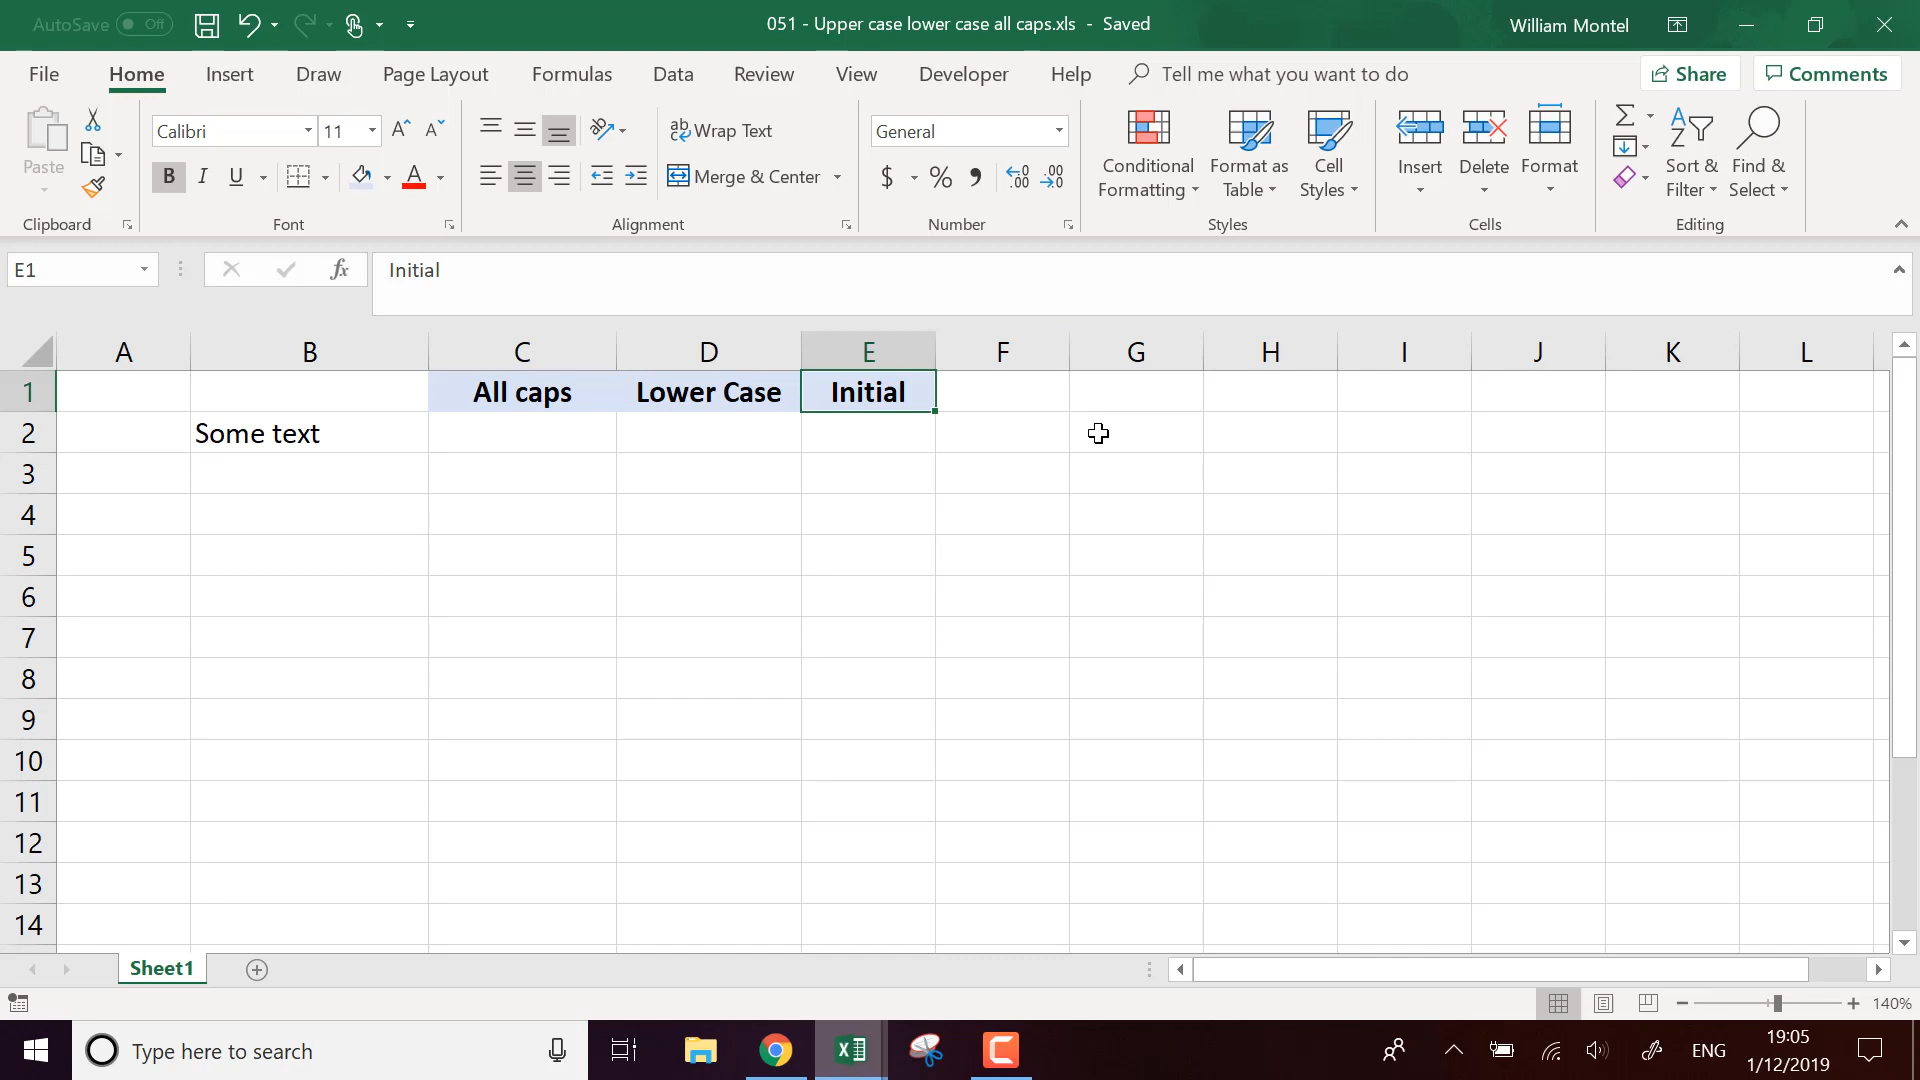 AutoSave Off
051 - Upper case lower case all caps.xls - Saved
William Montel
File Home Insert Draw Page Layout Formulas Data Review View Developer Help Tell me what you want to do Share Comments
Paste
Clipboard
Calibri 11
B I U A
Font
Wrap Text
Merge & Center
Alignment
General
$ % ,
Number
Conditional Formatting
Format as Table
Cell Styles
Styles
Insert Delete Format
Cells
Sort & Filter
Find & Select
Editing
E1 fx Initial
A B C D E F G H I J K L
1 All caps Lower Case Initial
2 Some text
3
4
5
6
7
8
9
10
11
12
13
14
Sheet1
140%
Type here to search
ENG
19:05
1/12/2019